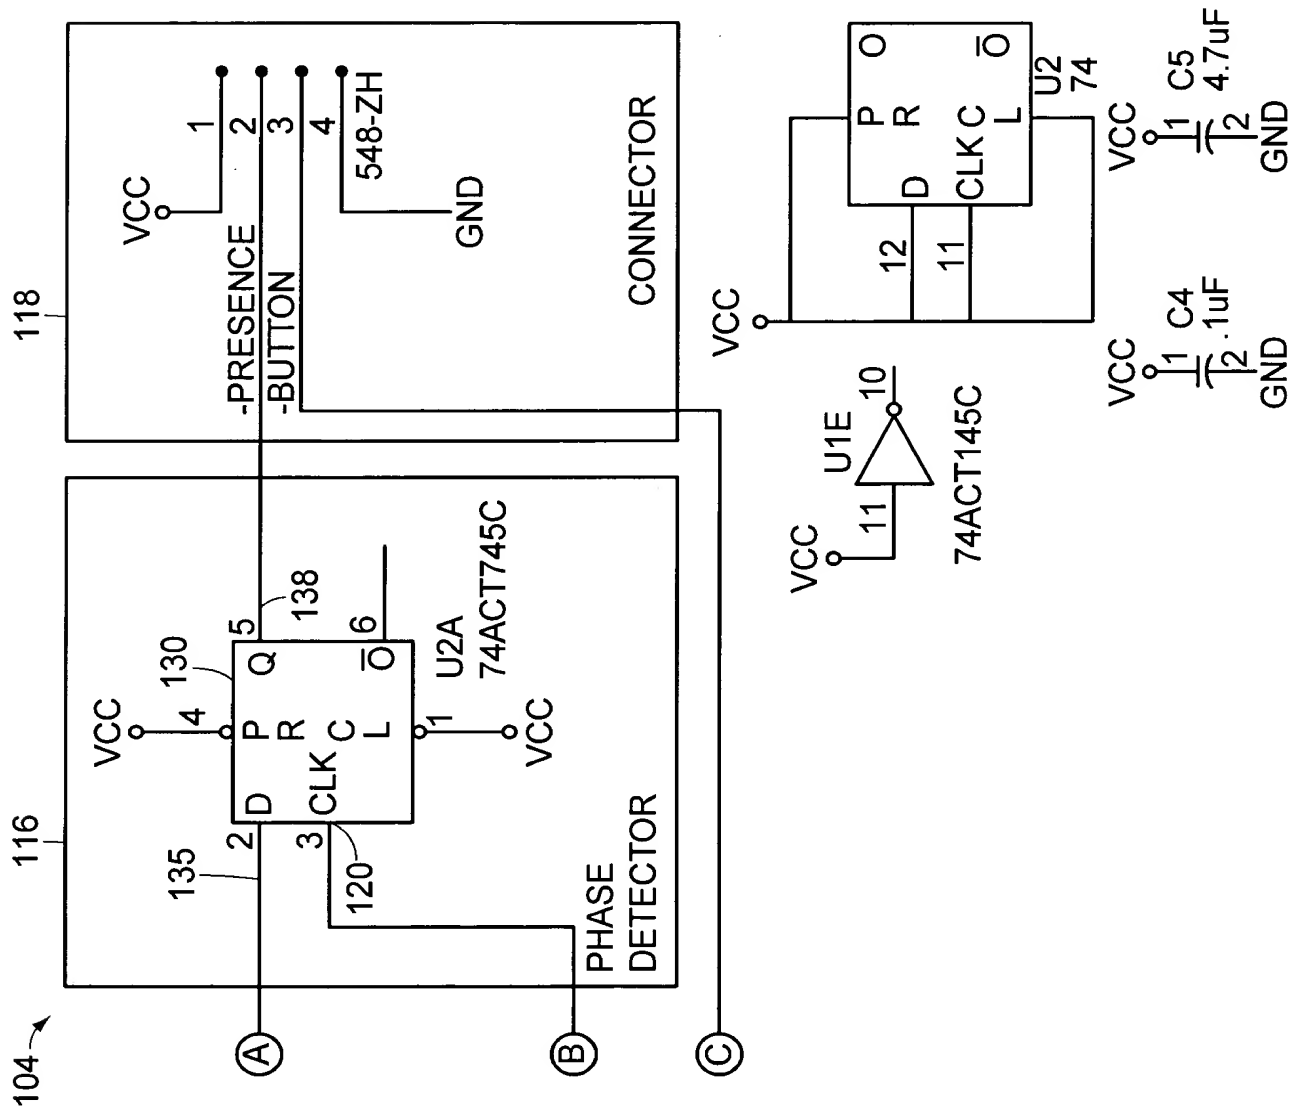 104
116
118
VCC
4
130
135
2
D
P
R
Q
5
138
-PRESENCE
-BUTTON
VCC
1
2
3
4
548-ZH
GND
CONNECTOR
3
CLK
C
L
O
6
120
1
VCC
U2A
74ACT745C
PHASE
DETECTOR
A
B
C
VCC
11
U1E
10
74ACT145C
VCC
12
11
D
CLK
P
R
C
L
O
O
U2
74
VCC
1
C4
.1uF
2
GND
VCC
1
C5
4.7uF
2
GND